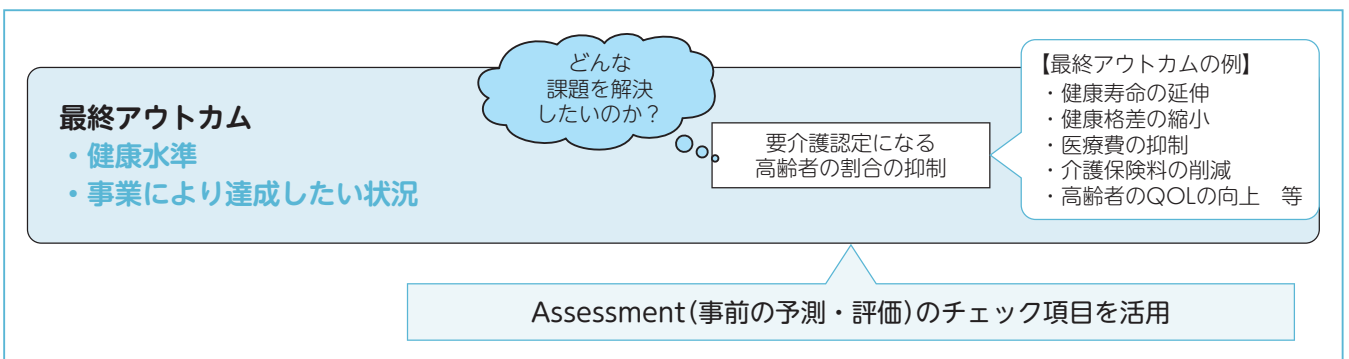 どんな
課題を解決
したいのか？
最終アウトカム
・健康水準
・事業により達成したい状況
要介護認定になる
高齢者の割合の抑制
【最終アウトカムの例】
・健康寿命の延伸
・健康格差の縮小
・医療費の抑制
・介護保険料の削減
・高齢者のQOLの向上　等
Assessment(事前の予測・評価)のチェック項目を活用